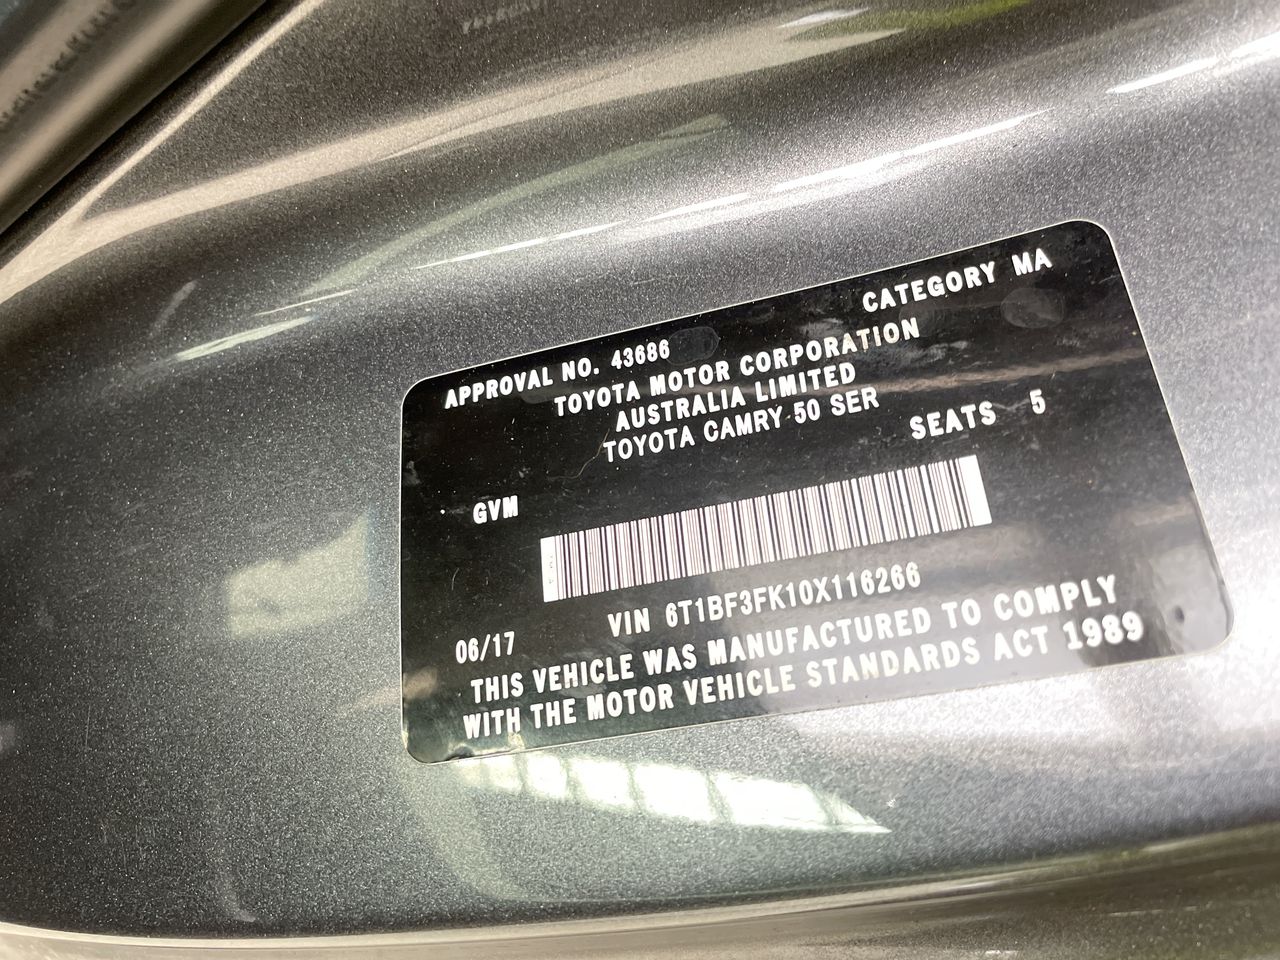 APPROVAL NO. 43686 CATEGORY MA
TOYOTA MOTOR CORPORATION
AUSTRALIA LIMITED
TOYOTA CAMRY 50 SER
SEATS 5
GVM
VIN 6T1BF3FK10X116266
06/17
THIS VEHICLE WAS MANUFACTURED TO COMPLY
WITH THE MOTOR VEHICLE STANDARDS ACT 1989